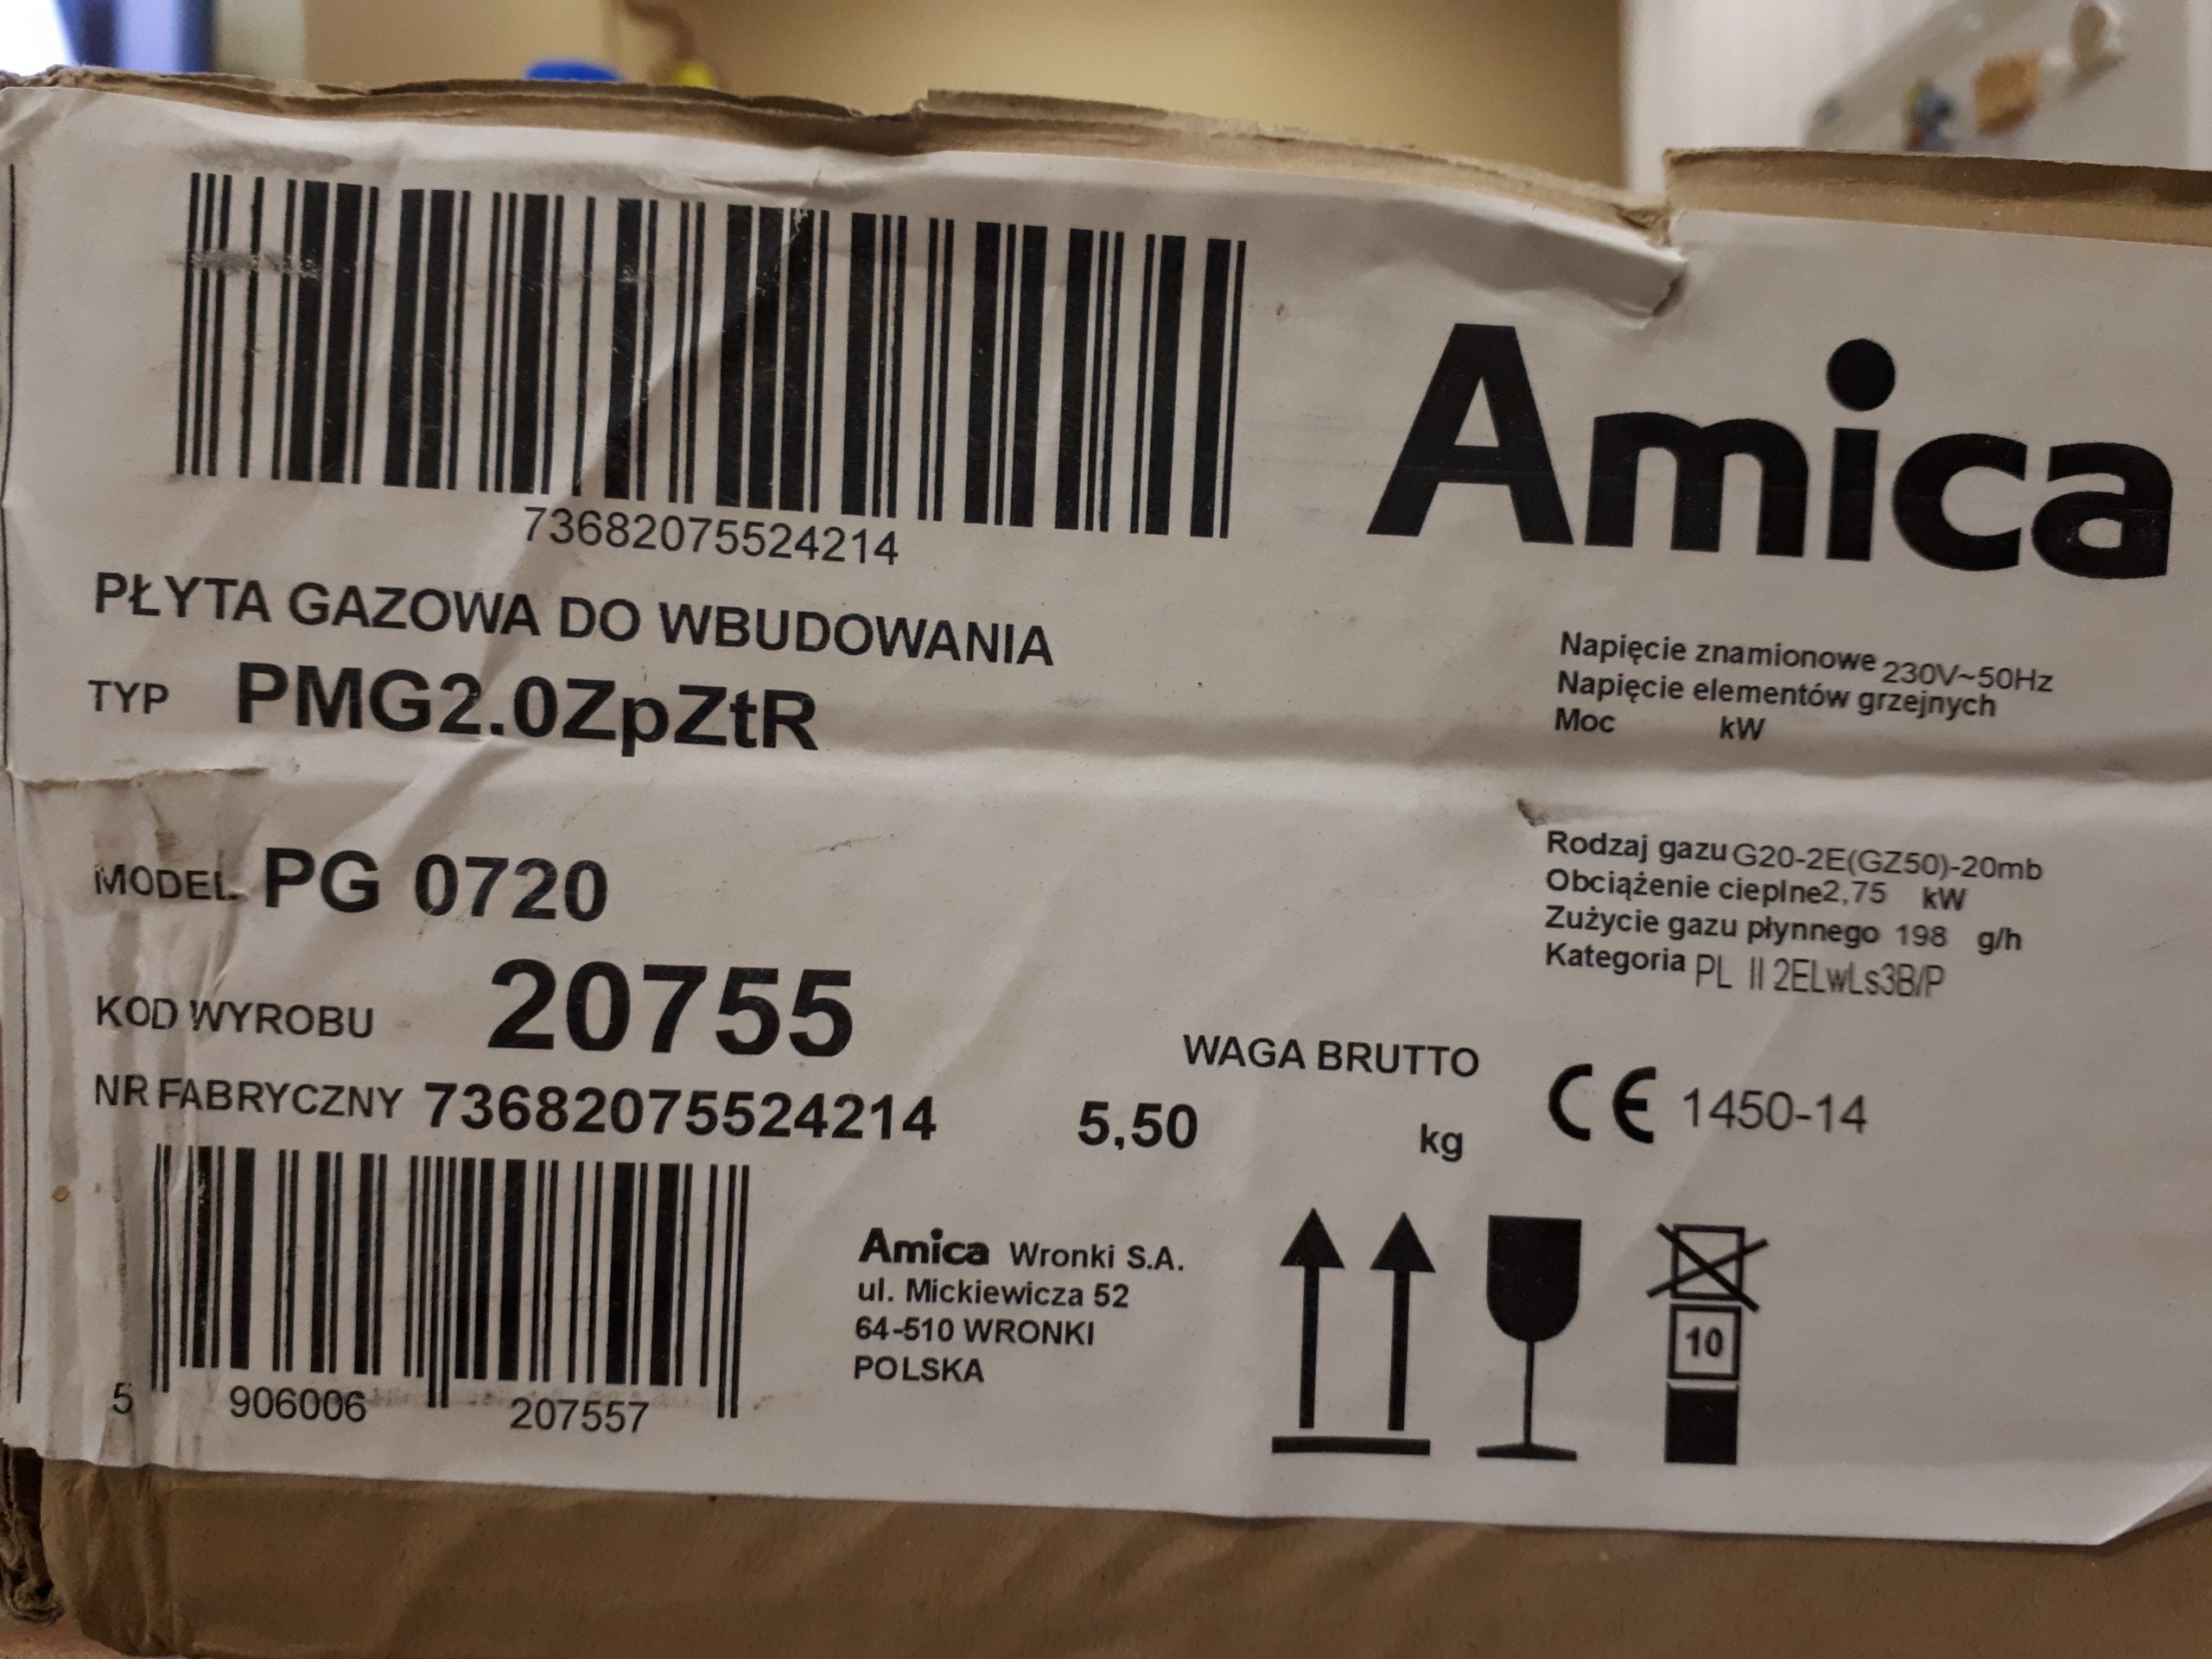 73682075524214
Amica
PŁYTA GAZOWA DO WBUDOWANIA
TYP PMG2.0ZpZtR
Napięcie znamionowe 230V~50Hz
Napięcie elementów grzejnych
Moc kW
MODEL PG 0720
Rodzaj gazu G20-2E(GZ50)-20mb
Obciążenie cieplne 2,75 kW
Zużycie gazu płynnego 198 g/h
Kategoria PL II 2ELwLs3B/P
KOD WYROBU 20755
NR FABRYCZNY 73682075524214
WAGA BRUTTO
5,50 kg
CE 1450-14
5 906006 207557
Amica Wronki S.A.
ul. Mickiewicza 52
64-510 WRONKI
POLSKA
10